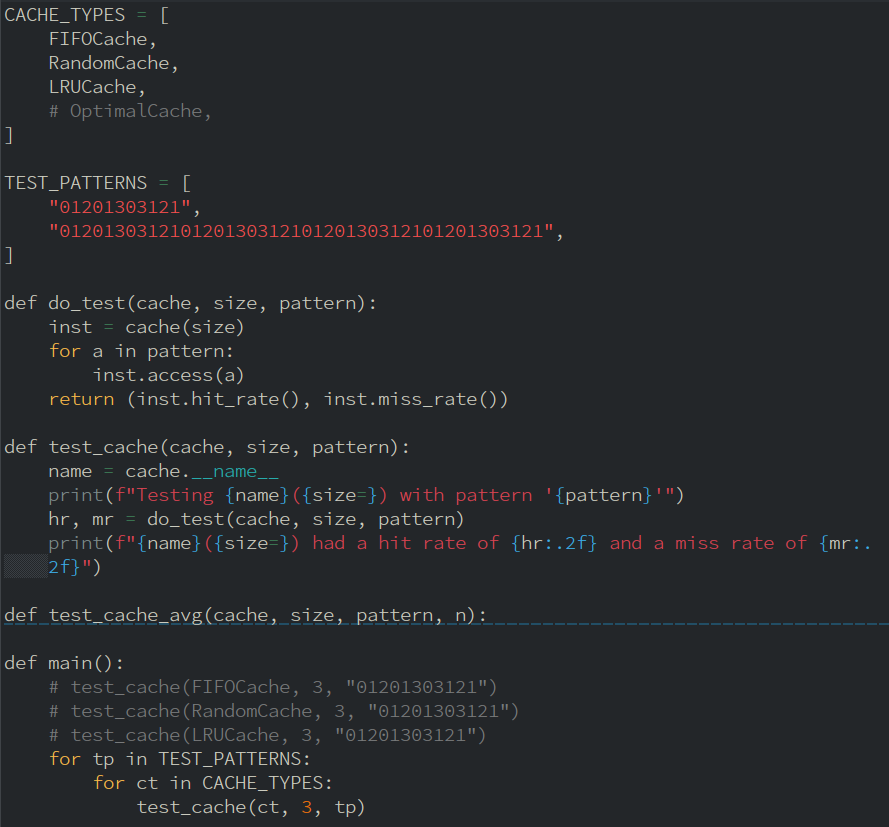 CACHE_TYPES = [
    FIFOCache,
    RandomCache,
    LRUCache,
    # OptimalCache,
]

TEST_PATTERNS = [
    "01201303121",
    "0120130312101201303121012013031210​1201303121",
]

def do_test(cache, size, pattern):
    inst = cache(size)
    for a in pattern:
        inst.access(a)
    return (inst.hit_rate(), inst.miss_rate())

def test_cache(cache, size, pattern):
    name = cache.__name__
    print(f"Testing {name}({size=}) with pattern '{pattern}'")
    hr, mr = do_test(cache, size, pattern)
    print(f"{name}({size=}) had a hit rate of {hr:.2f} and a miss rate of {mr:.
    2f}")

def test_cache_avg(cache, size, pattern, n):

def main():
    # test_cache(FIFOCache, 3, "01201303121")
    # test_cache(RandomCache, 3, "01201303121")
    # test_cache(LRUCache, 3, "01201303121")
    for tp in TEST_PATTERNS:
        for ct in CACHE_TYPES:
            test_cache(ct, 3, tp)